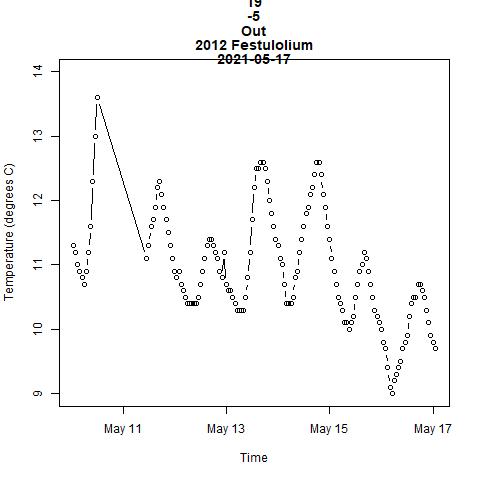 19
-5
Out
2012 Festulolium
2021-05-17
Temperature (degrees C)
14
13
12
11
10
9
May 11
May 13
May 15
May 17
Time